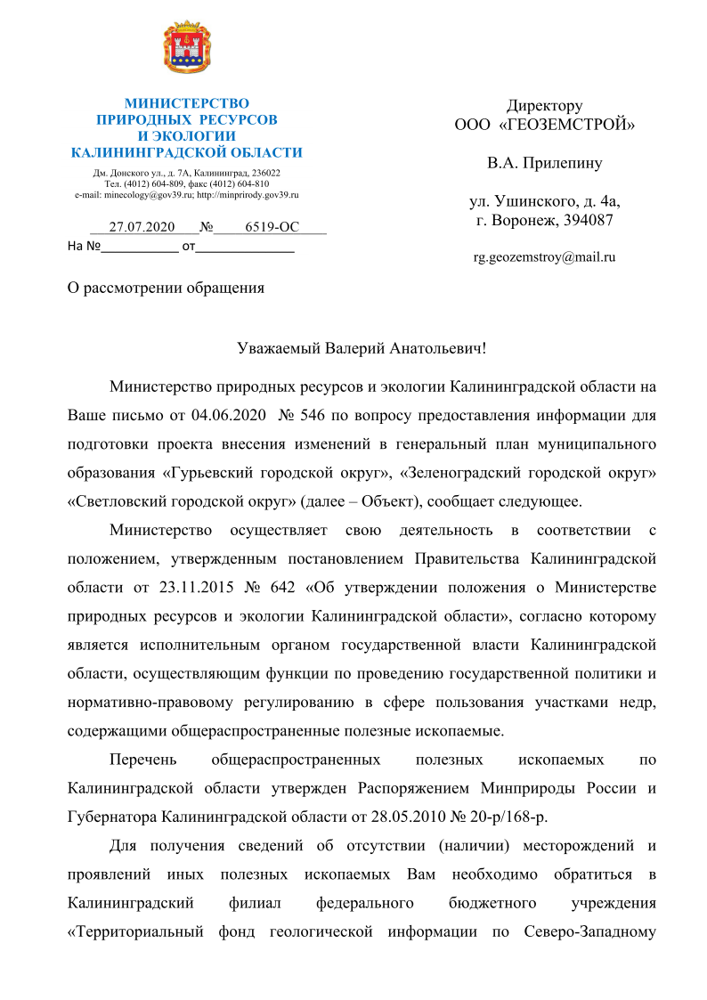 МИНИСТЕРСТВО
ПРИРОДНЫХ РЕСУРСОВ
И ЭКОЛОГИИ
КАЛИНИНГРАДСКОЙ ОБЛАСТИ
Дм. Донского ул., д. 7А, Калининград, 236022
Тел. (4012) 604-809, факс (4012) 604-810
e-mail: minecology@gov39.ru; http://minprirody.gov39.ru
27.07.2020 № 6519-ОС
На №____________ от_______________
Директору
ООО «ГЕОЗЕМСТРОЙ»
В.А. Прилепину
ул. Ушинского, д. 4а,
г. Воронеж, 394087
rg.geozemstroy@mail.ru
О рассмотрении обращения
Уважаемый Валерий Анатольевич!
Министерство природных ресурсов и экологии Калининградской области на
Ваше письмо от 04.06.2020 № 546 по вопросу предоставления информации для
подготовки проекта внесения изменений в генеральный план муниципального
образования «Гурьевский городской округ», «Зеленоградский городской округ»
«Светловский городской округ» (далее – Объект), сообщает следующее.
Министерство осуществляет свою деятельность в соответствии с
положением, утвержденным постановлением Правительства Калининградской
области от 23.11.2015 № 642 «Об утверждении положения о Министерстве
природных ресурсов и экологии Калининградской области», согласно которому
является исполнительным органом государственной власти Калининградской
области, осуществляющим функции по проведению государственной политики и
нормативно-правовому регулированию в сфере пользования участками недр,
содержащими общераспространенные полезные ископаемые.
Перечень общераспространенных полезных ископаемых по
Калининградской области утвержден Распоряжением Минприроды России и
Губернатора Калининградской области от 28.05.2010 № 20-р/168-р.
Для получения сведений об отсутствии (наличии) месторождений и
проявлений иных полезных ископаемых Вам необходимо обратиться в
Калининградский филиал федерального бюджетного учреждения
«Территориальный фонд геологической информации по Северо-Западному